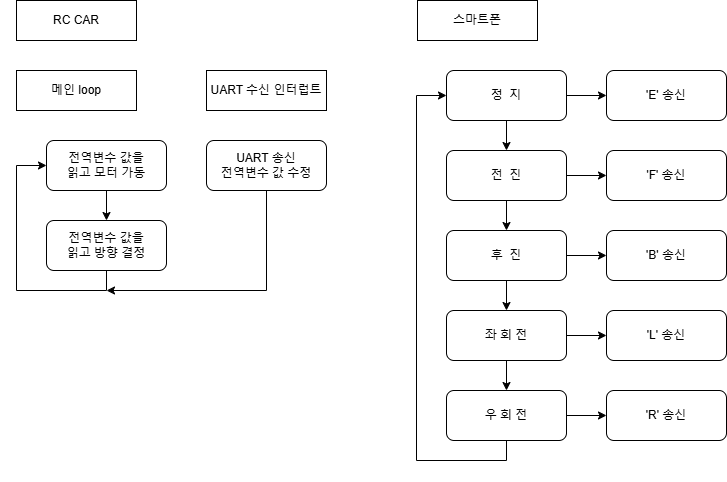 RC CAR
메인 loop
UART 수신 인터럽트
전역변수 값을
읽고 모터 가동
UART 송신
전역변수 값 수정
전역변수 값을
읽고 방향 결정
스마트폰
정 지
'E' 송신
전 진
'F' 송신
후 진
'B' 송신
좌 회 전
'L' 송신
우 회 전
'R' 송신